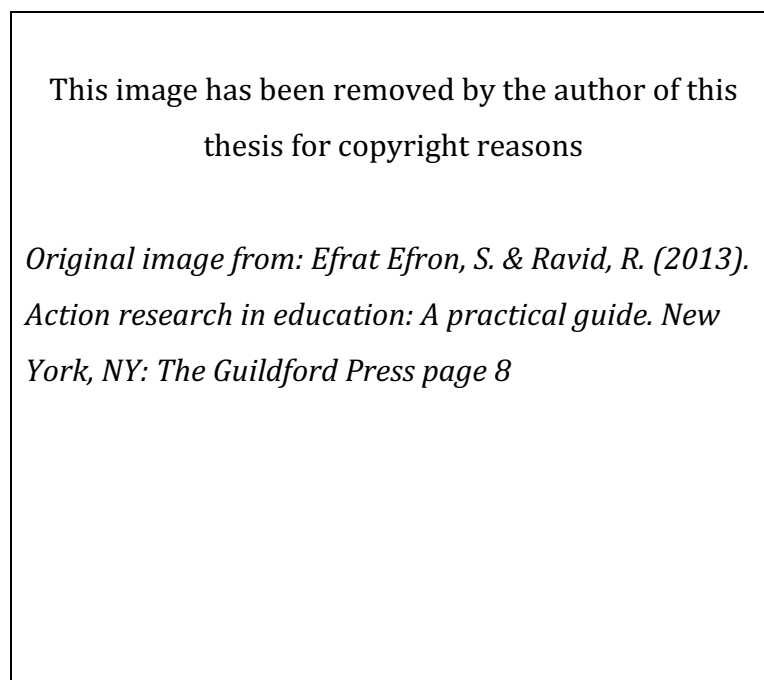 This image has been removed by the author of this
thesis for copyright reasons
Original image from: Efrat Efron, S. & Ravid, R. (2013).
Action research in education: A practical guide. New
York, NY: The Guildford Press page 8